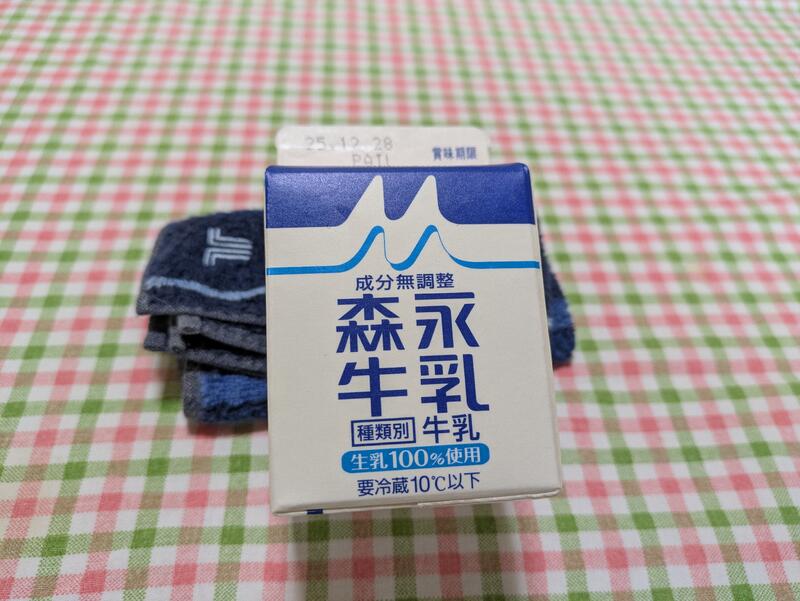 25.12.28
PAIL 賞味期限
成分無調整
森永
牛乳
種類別 牛乳
生乳100%使用
要冷蔵10℃以下